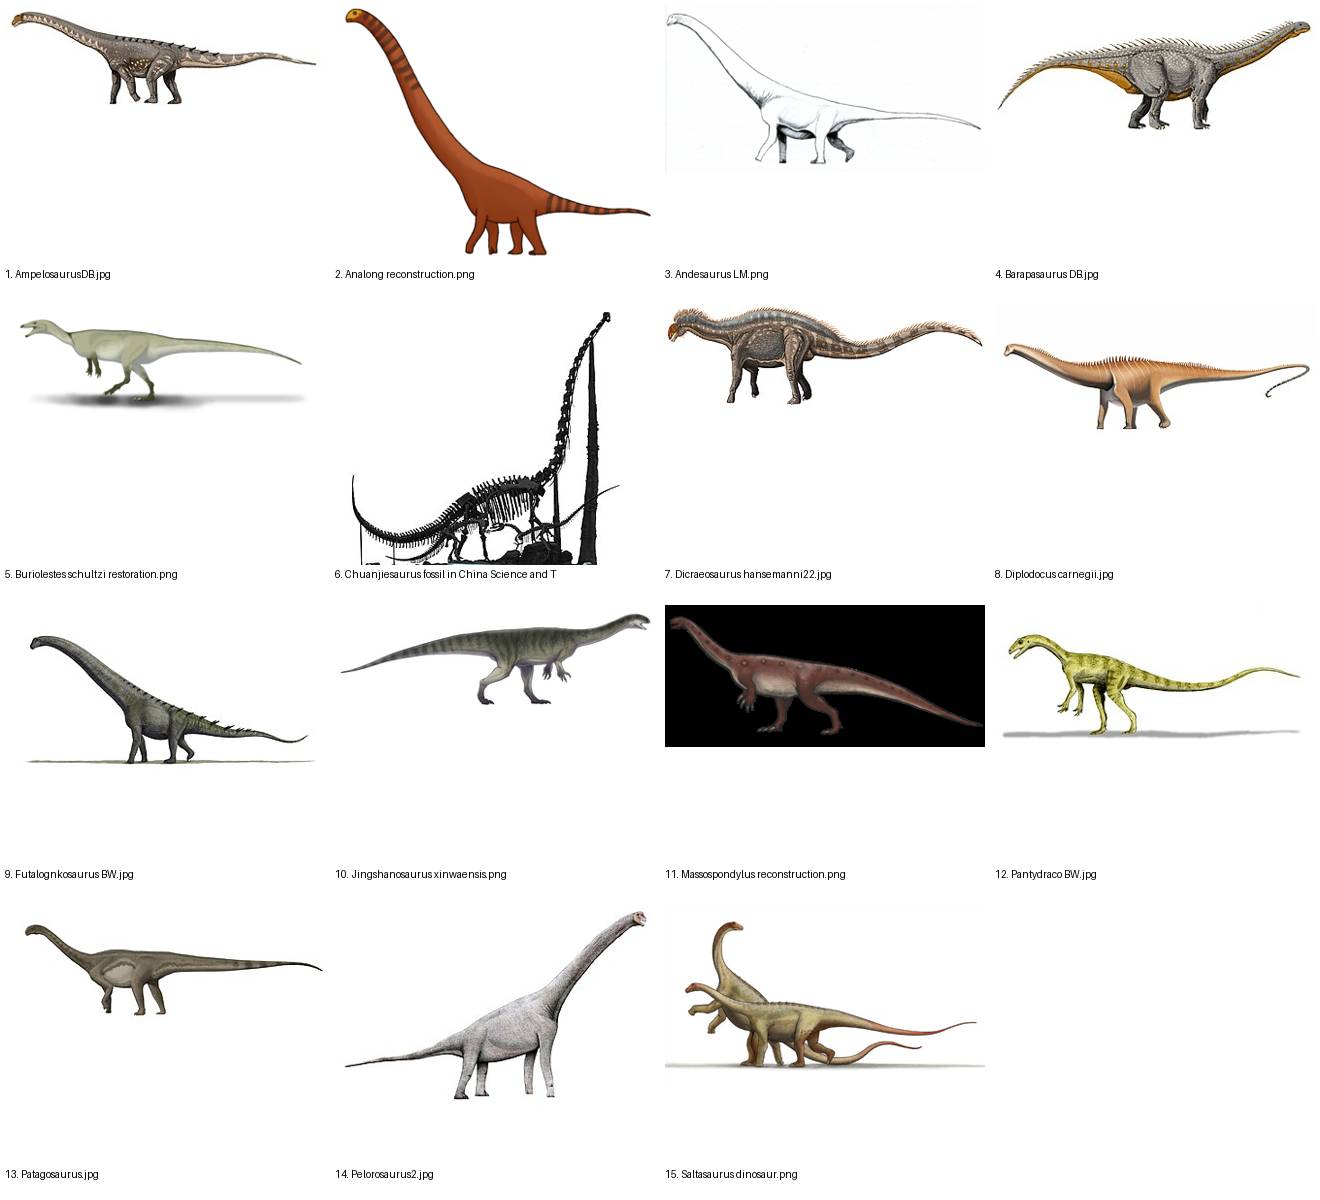 1. AmpelosaurusDB.jpg
2. Analong reconstruction.png
3. Andesaurus LM.png
4. Barapasaurus DB.jpg
5. Buriolestes schultzi restoration.png
6. Chuanjiesaurus fossil in China Science and T
7. Dicraeosaurus hansemanni22.jpg
8. Diplodocus carnegii.jpg
9. Futalognkosaurus BW.jpg
10. Jingshanosaurus xinwaensis.png
11. Massospondylus reconstruction.png
12. Pantydraco BW.jpg
13. Patagosaurus.jpg
14. Pelorosaurus2.jpg
15. Saltasaurus dinosaur.png